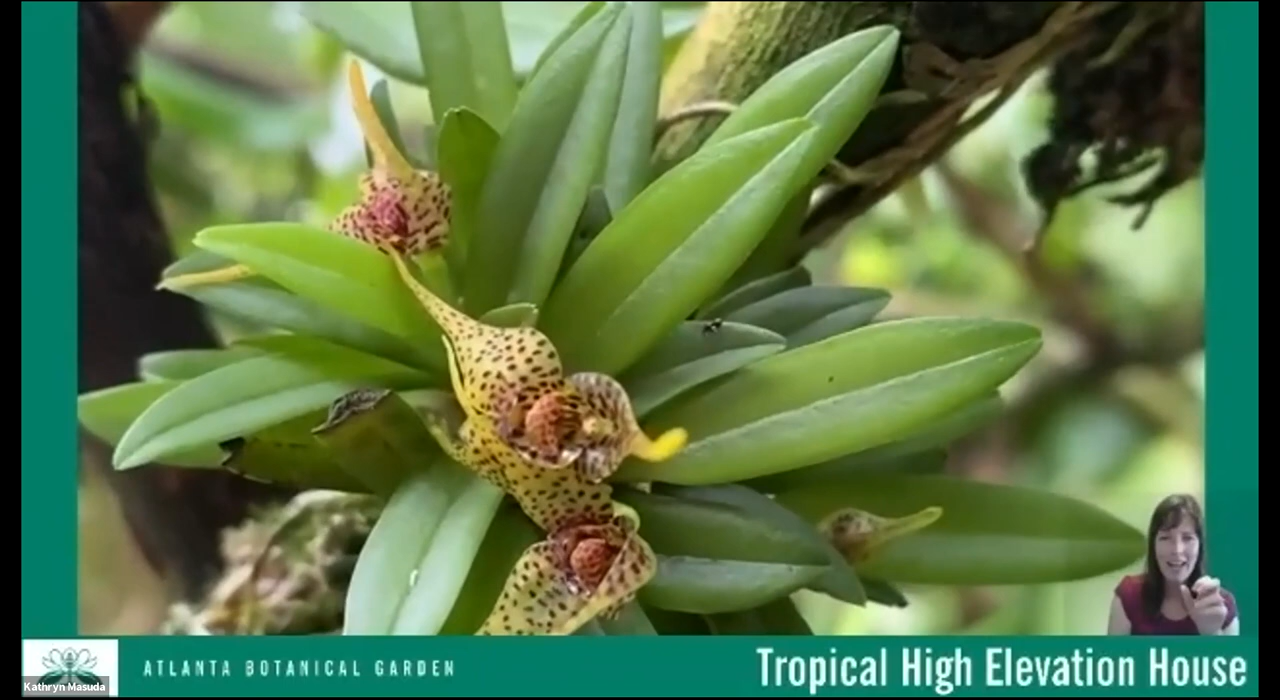 ATLANTA BOTANICAL GARDEN
Kathryn Masuda
Tropical High Elevation House